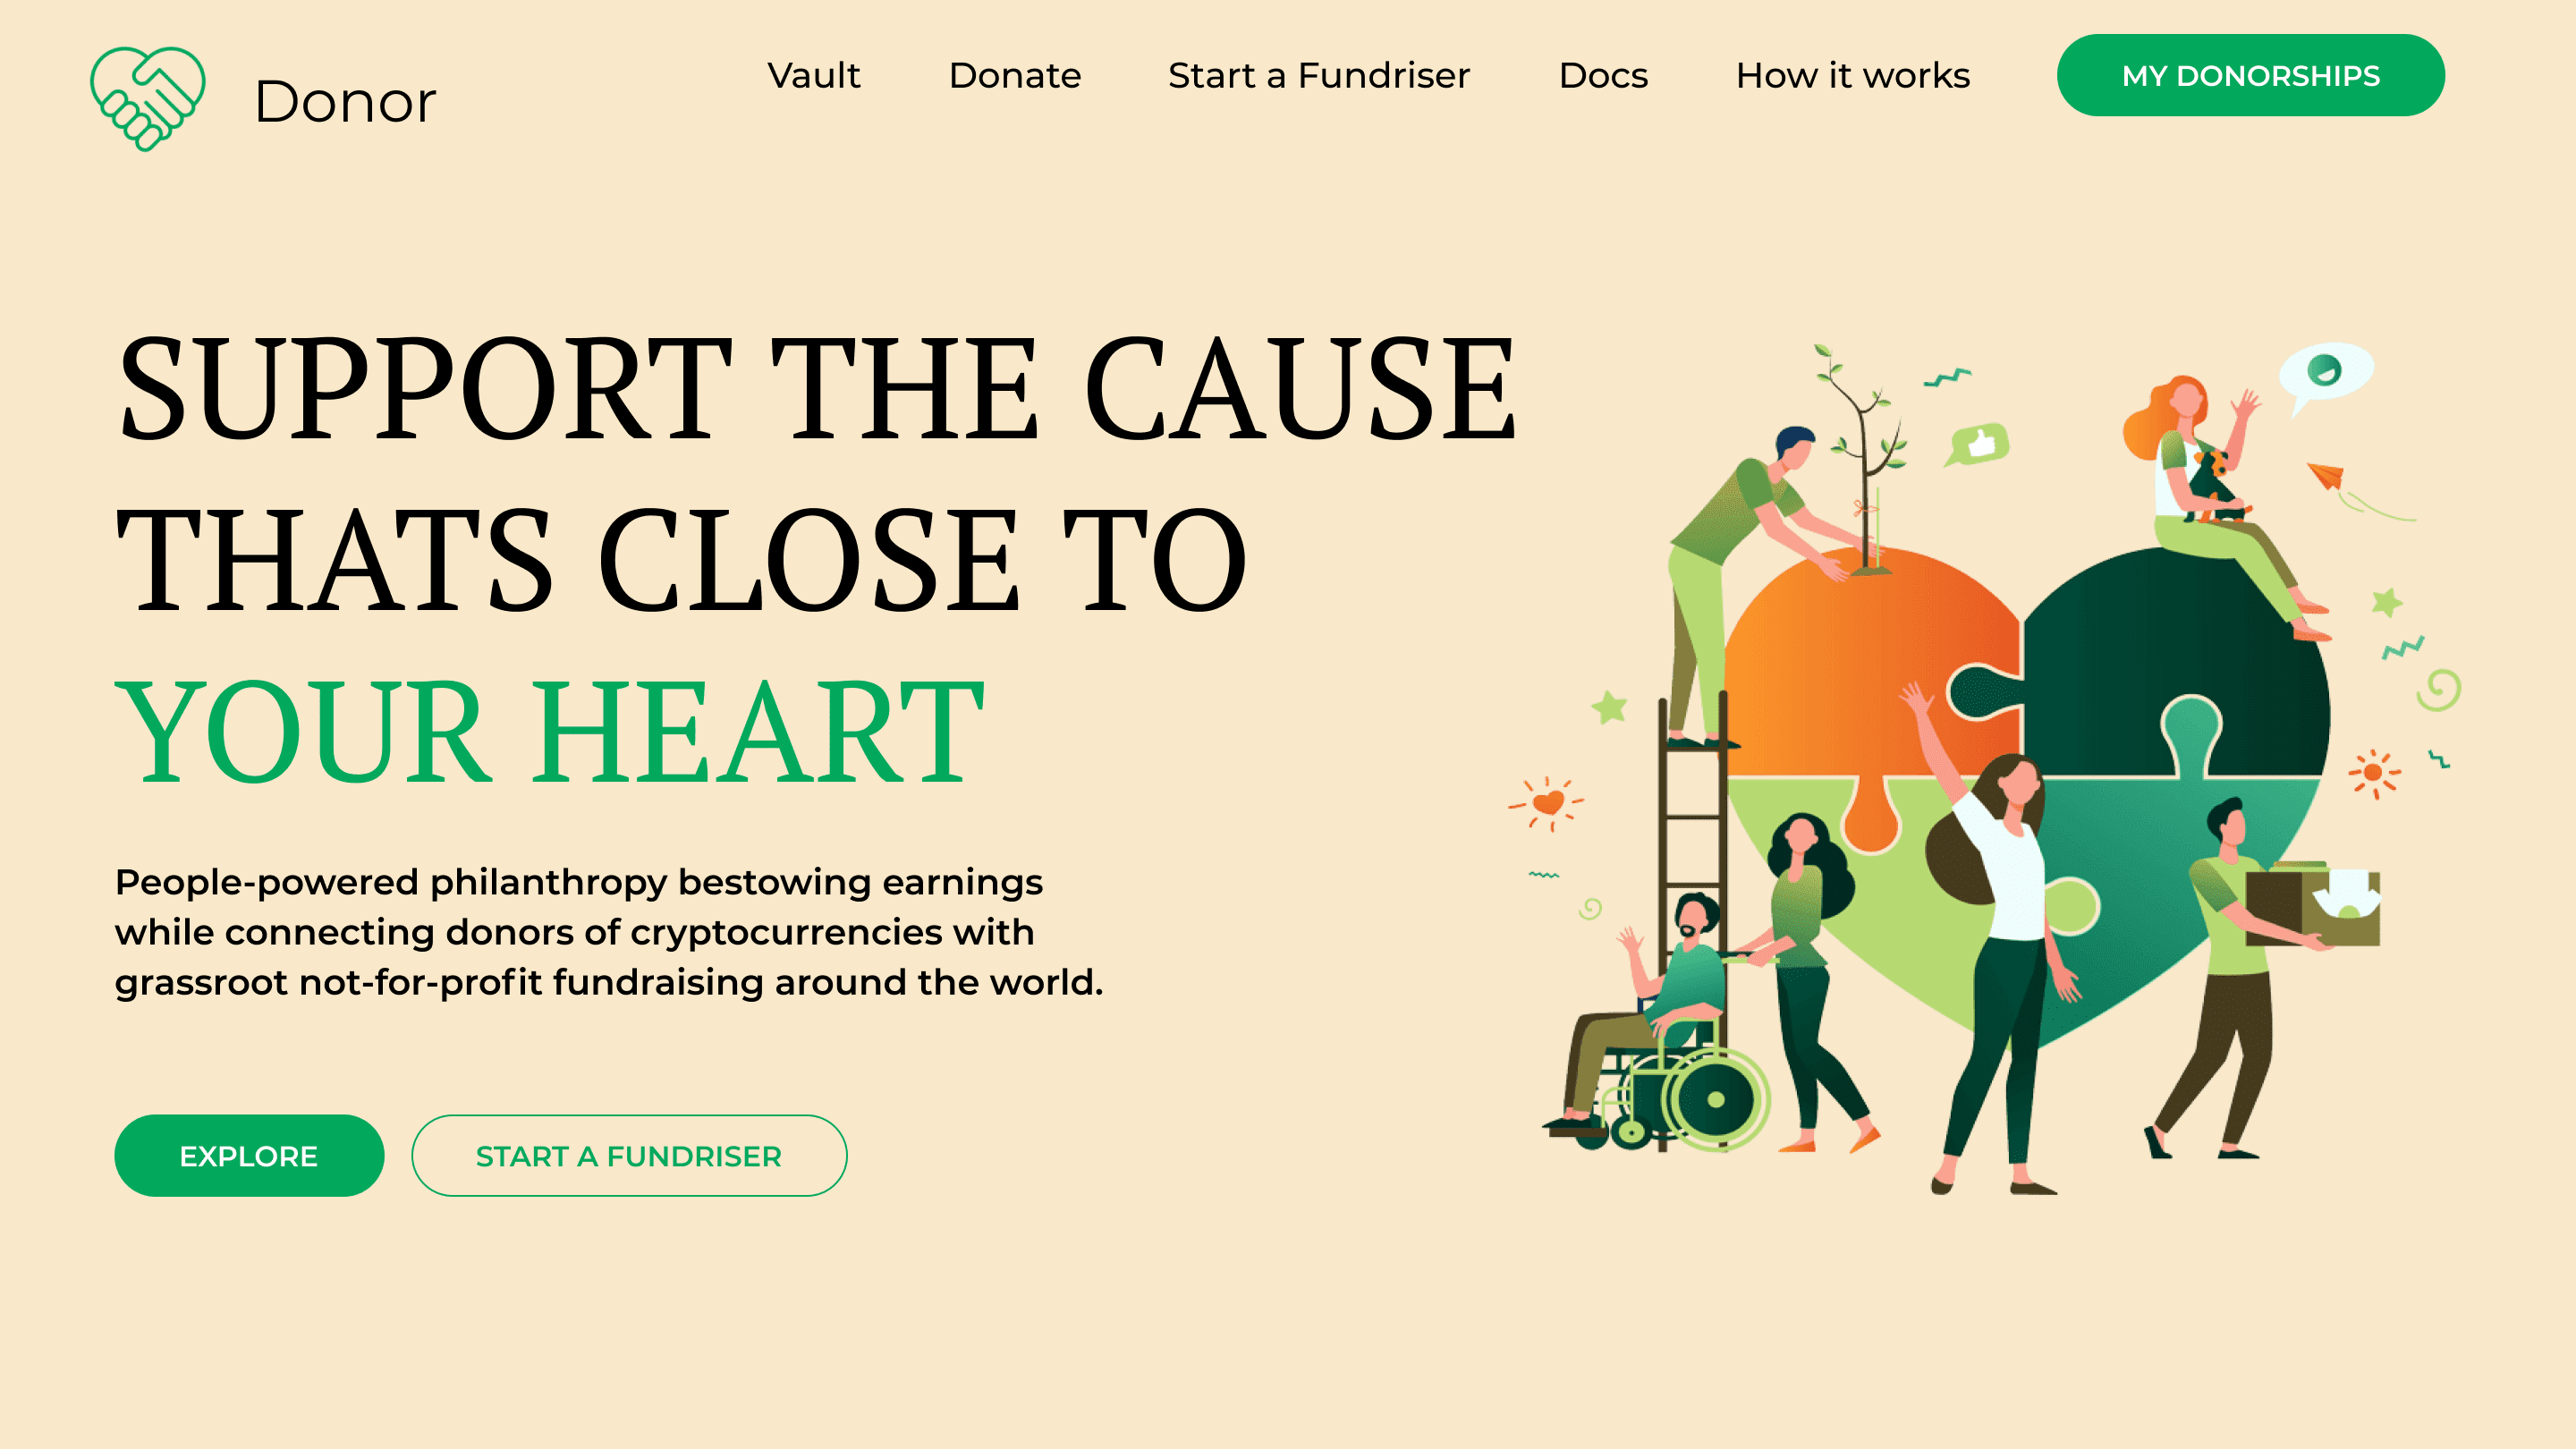 Donor
Vault
Donate
Start a Fundriser
Docs
How it works
MY DONORSHIPS
SUPPORT THE CAUSE
THATS CLOSE TO
YOUR HEART
People-powered philanthropy bestowing earnings
while connecting donors of cryptocurrencies with
grassroot not-for-profit fundraising around the world.
EXPLORE
START A FUNDRISER